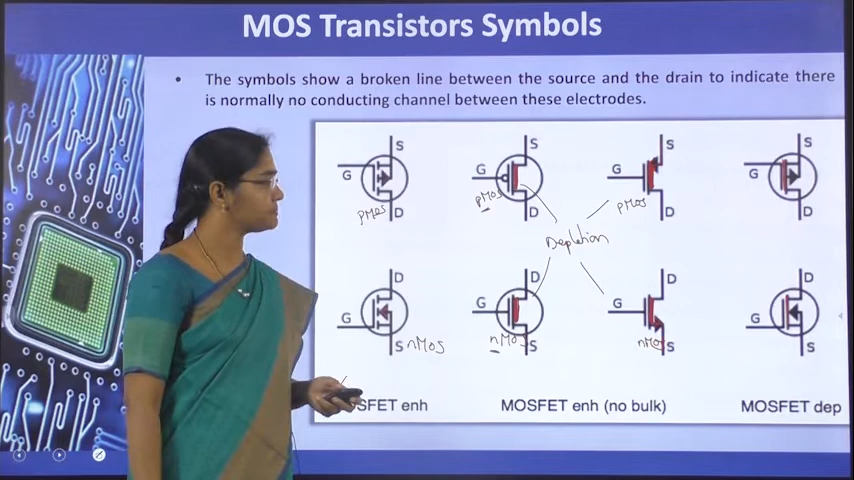 MOS Transistors Symbols
• The symbols show a broken line between the source and the drain to indicate there
is normally no conducting channel between these electrodes.
S S S S
G G G G
pMos pMos pMOS
D D D D
Depletion
D D D D
G G G G
S nMos nMos S nMos S S
SFET enh MOSFET enh (no bulk) MOSFET dep